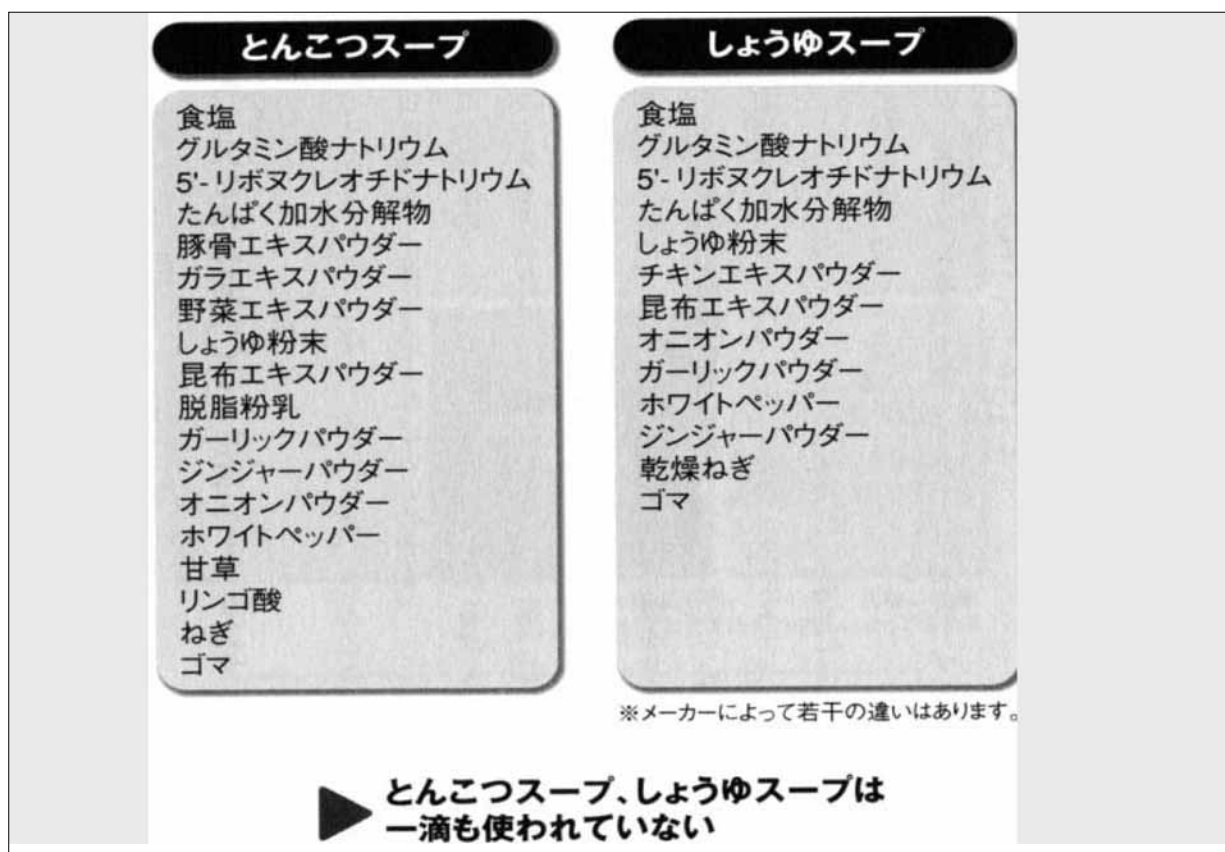 とんこつスープ
食塩
グルタミン酸ナトリウム
5'-リボヌクレオチドナトリウム
たんぱく加水分解物
豚骨エキスパウダー
ガラエキスパウダー
野菜エキスパウダー
しょうゆ粉末
昆布エキスパウダー
脱脂粉乳
ガーリックパウダー
ジンジャーパウダー
オニオンパウダー
ホワイトペッパー
甘草
リンゴ酸
ねぎ
ゴマ
しょうゆスープ
食塩
グルタミン酸ナトリウム
5'-リボヌクレオチドナトリウム
たんぱく加水分解物
しょうゆ粉末
チキンエキスパウダー
昆布エキスパウダー
オニオンパウダー
ガーリックパウダー
ホワイトペッパー
ジンジャーパウダー
乾燥ねぎ
ゴマ
※メーカーによって若干の違いはあります。
▶とんこつスープ、しょうゆスープは
一滴も使われていない